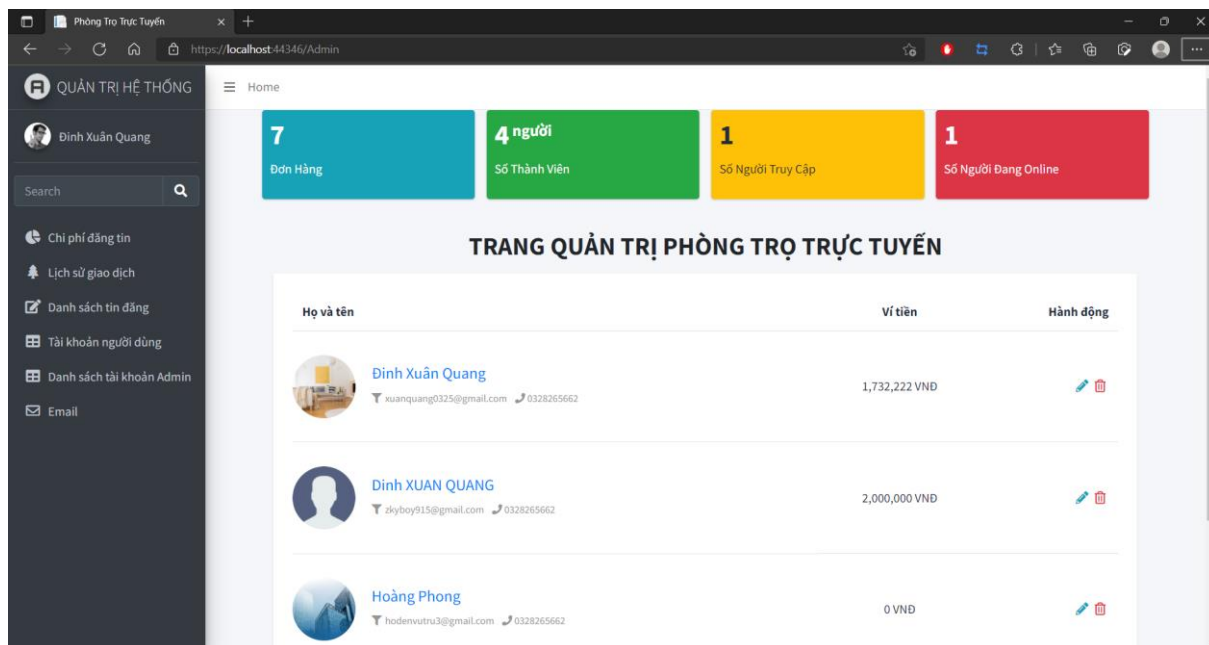 Phòng Trọ Trực Tuyến
https://localhost:44346/Admin
QUẢN TRỊ HỆ THỐNG
Home
Đinh Xuân Quang
Search
Chi phí đăng tin
Lịch sử giao dịch
Danh sách tin đăng
Tài khoản người dùng
Danh sách tài khoản Admin
Email
7
Đơn Hàng
4 người
Số Thành Viên
1
Số Người Truy Cập
1
Số Người Đang Online
TRANG QUẢN TRỊ PHÒNG TRỌ TRỰC TUYẾN
Họ và tên Ví tiền Hành động
Đinh Xuân Quang
xuanquang0325@gmail.com 0328265662
1,732,222 VNĐ
Dinh XUAN QUANG
zkyboy915@gmail.com 0328265662
2,000,000 VNĐ
Hoàng Phong
hodenvutru3@gmail.com 0328265662
0 VNĐ